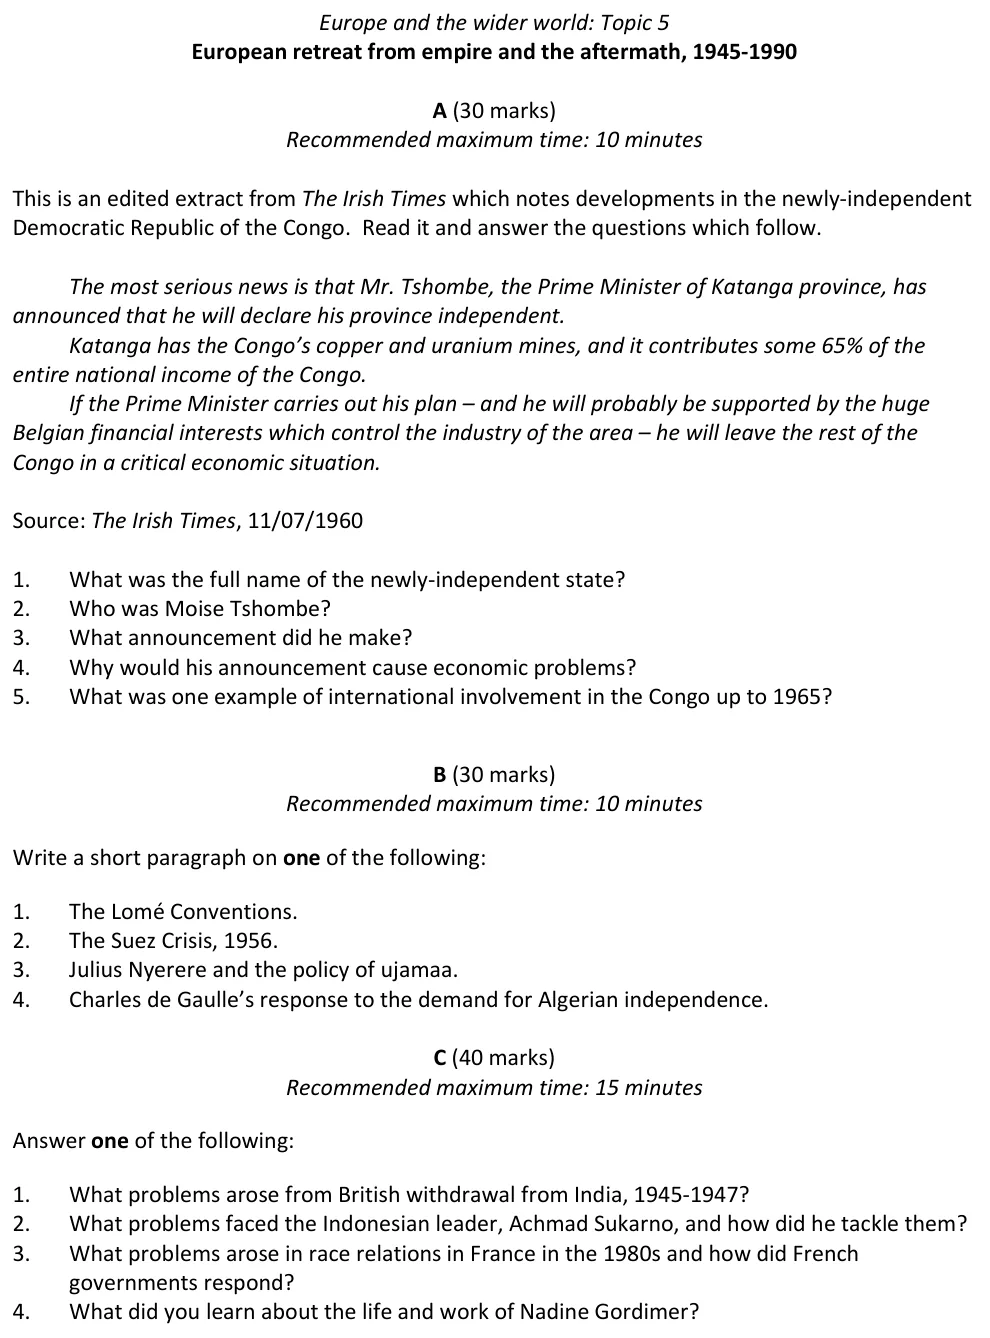 Europe and the wider world: Topic 5
European retreat from empire and the aftermath, 1945-1990
A (30 marks)
Recommended maximum time: 10 minutes
This is an edited extract from The Irish Times which notes developments in the newly-independent
Democratic Republic of the Congo.  Read it and answer the questions which follow.
The most serious news is that Mr. Tshombe, the Prime Minister of Katanga province, has
announced that he will declare his province independent.
Katanga has the Congo’s copper and uranium mines, and it contributes some 65% of the
entire national income of the Congo.
If the Prime Minister carries out his plan – and he will probably be supported by the huge
Belgian financial interests which control the industry of the area – he will leave the rest of the
Congo in a critical economic situation.
Source: The Irish Times, 11/07/1960
1. What was the full name of the newly-independent state?
2. Who was Moise Tshombe?
3. What announcement did he make?
4. Why would his announcement cause economic problems?
5. What was one example of international involvement in the Congo up to 1965?
B (30 marks)
Recommended maximum time: 10 minutes
Write a short paragraph on one of the following:
1. The Lomé Conventions.
2. The Suez Crisis, 1956.
3. Julius Nyerere and the policy of ujamaa.
4. Charles de Gaulle’s response to the demand for Algerian independence.
C (40 marks)
Recommended maximum time: 15 minutes
Answer one of the following:
1. What problems arose from British withdrawal from India, 1945-1947?
2. What problems faced the Indonesian leader, Achmad Sukarno, and how did he tackle them?
3. What problems arose in race relations in France in the 1980s and how did French
governments respond?
4. What did you learn about the life and work of Nadine Gordimer?